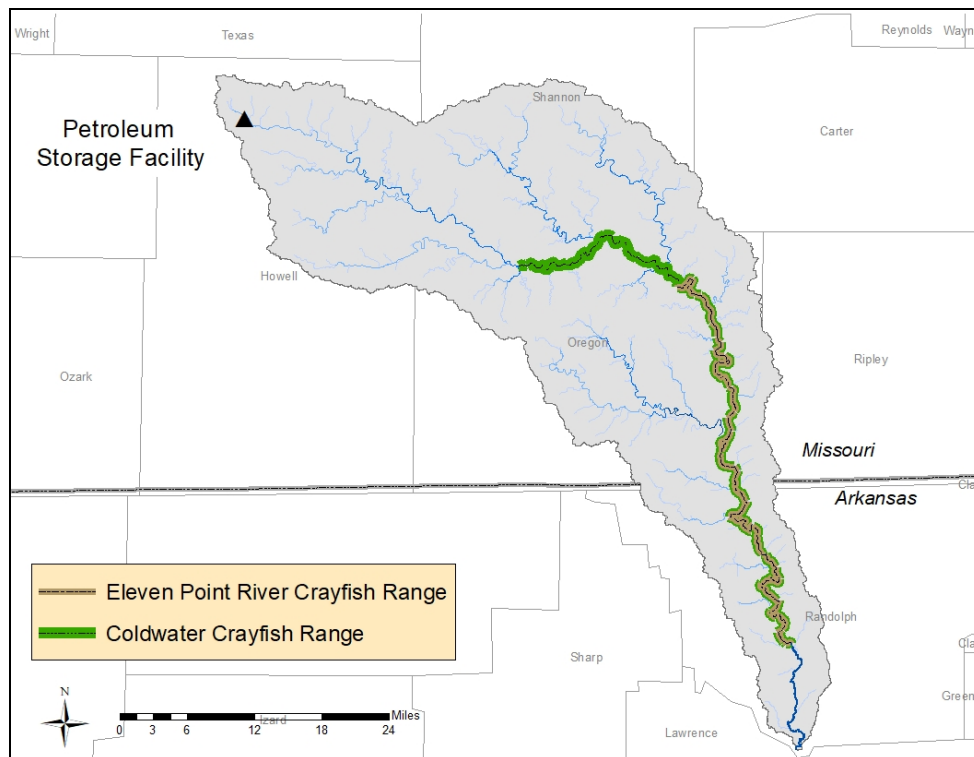 Wright
Texas
Reynolds
Wayn
Shannon
Petroleum
Storage Facility
Carter
Howell
Oregon
Ripley
Ozark
Missouri
Arkansas
Cla
Eleven Point River Crayfish Range
Coldwater Crayfish Range
Randolph
Cla
Sharp
Green
N
Miles
Izard
0 3 6 12 18 24
Lawrence